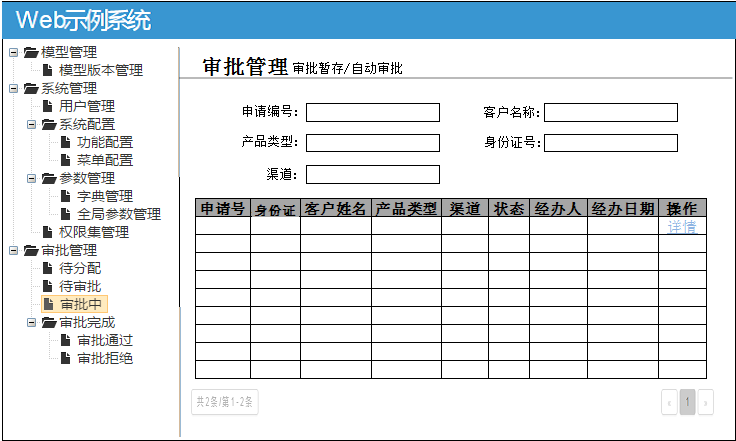 Web示例系统
模型管理
模型版本管理
系统管理
用户管理
系统配置
功能配置
菜单配置
参数管理
字典管理
全局参数管理
权限集管理
审批管理
待分配
待审批
审批中
审批完成
审批通过
审批拒绝
审批管理 审批暂存/自动审批
申请编号： 客户名称：
产品类型： 身份证号：
渠道：
申请号 身份证 客户姓名 产品类型 渠道 状态 经办人 经办日期 操作
详情
共2条/第1-2条 ‹ 1 ›